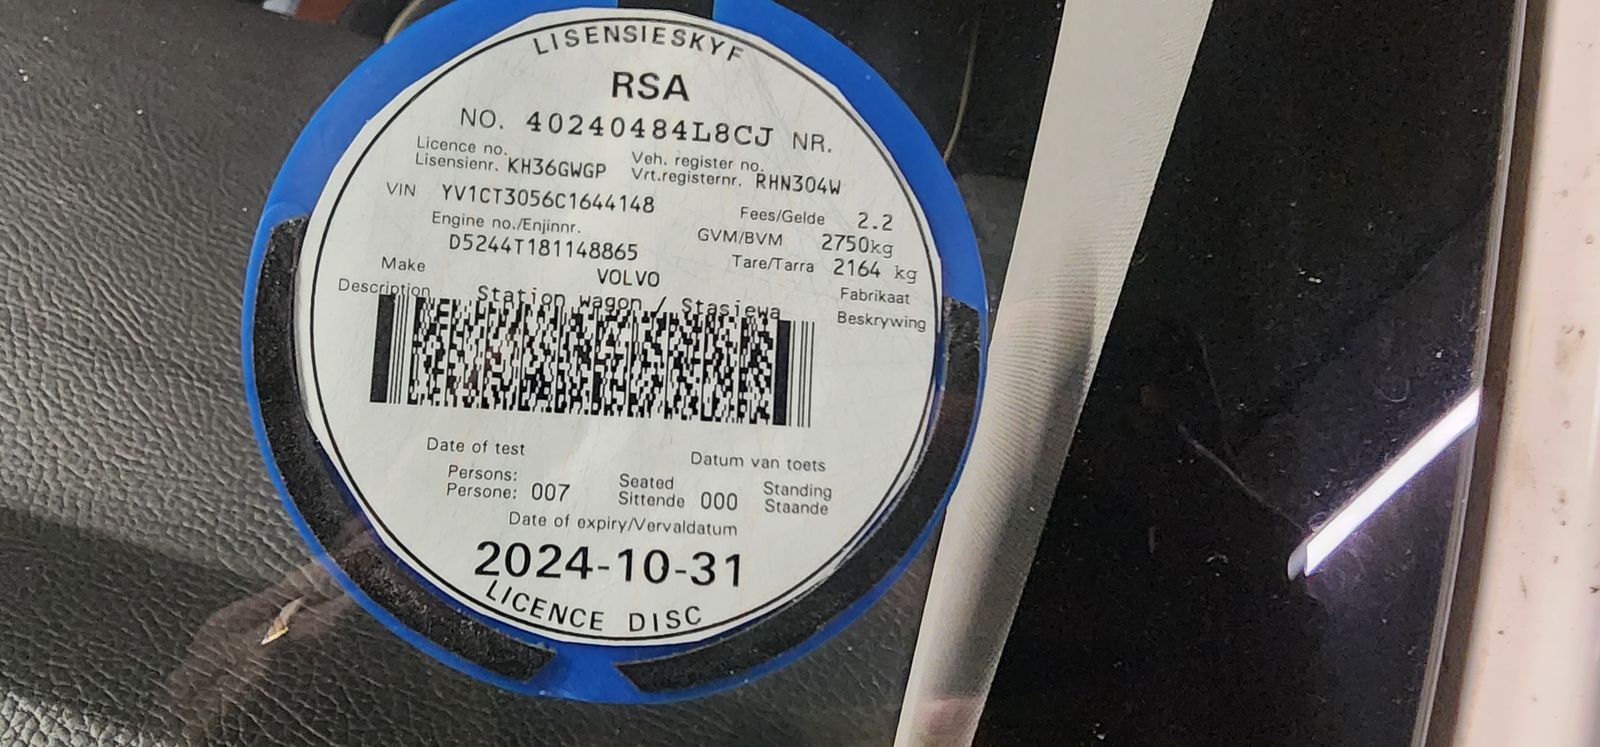 LISENSIESKYF
RSA
NO. 40240484L8CJ NR.
Licence no. Veh. register no.
Lisensienr. KH36GWGP Vrt.registernr. RHN304W
VIN YV1CT3056C1644148 Fees/Gelde 2.2
Engine no./Enjinnr. GVM/BVM 2750kg
D5244T181148865 Tare/Tarra 2164 kg
Make VOLVO Fabrikaat
Description Station wagon / Stasiewa Beskrywing
Date of test Datum van toets
Persons: Seated Standing
Persone: 007 Sittende 000 Staande
Date of expiry/Vervaldatum
2024-10-31
LICENCE DISC